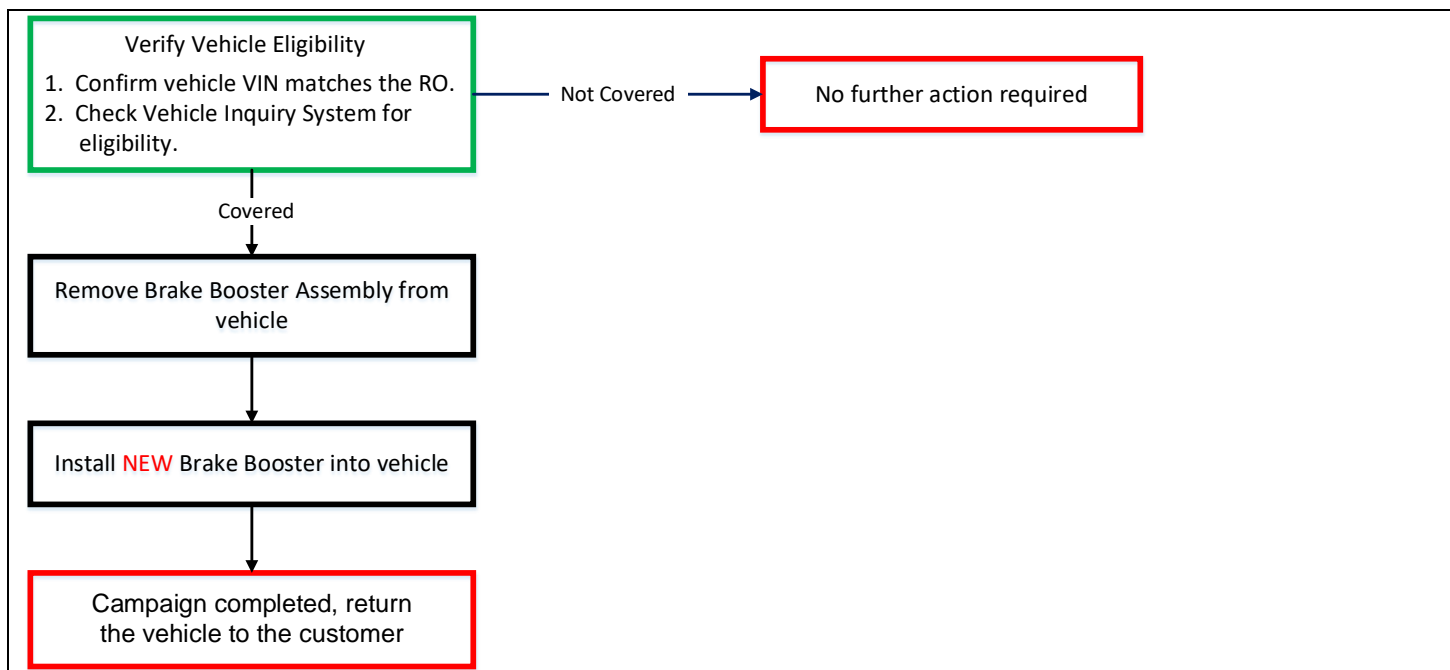 Verify Vehicle Eligibility
1. Confirm vehicle VIN matches the RO.
2. Check Vehicle Inquiry System for
eligibility.
Not Covered
No further action required
Covered
Remove Brake Booster Assembly from
vehicle
Install NEW Brake Booster into vehicle
Campaign completed, return
the vehicle to the customer